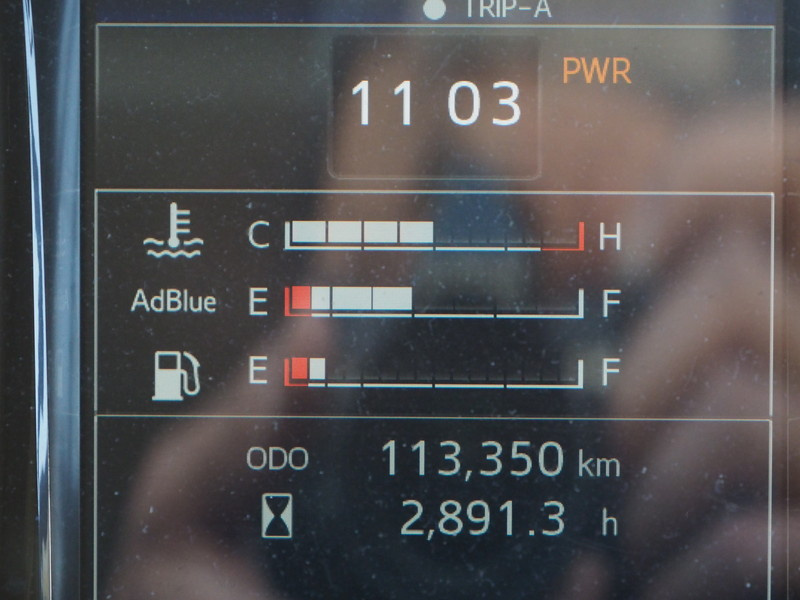 TRIP-A
11 03 PWR
C H
AdBlue E F
E F
ODO 113,350 km
2,891.3 h